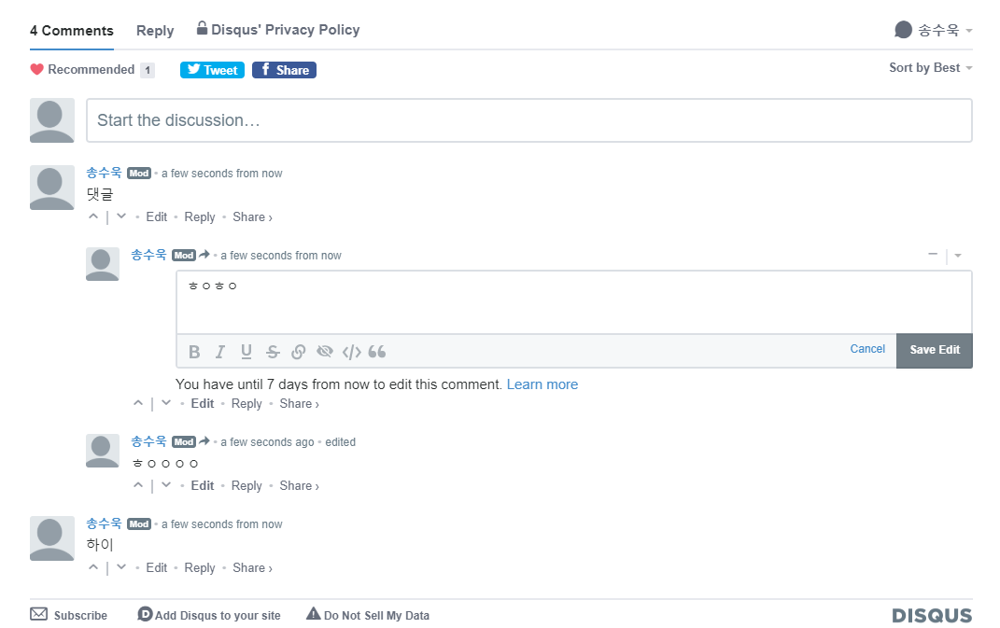 4 Comments Reply Disqus' Privacy Policy 송수욱
Recommended 1 Tweet Share Sort by Best
Start the discussion…
송수욱 Mod • a few seconds from now
댓글
• Edit • Reply • Share ›
송수욱 Mod • a few seconds from now
ㅎㅇㅎㅇ
B I U S </> Cancel Save Edit
You have until 7 days from now to edit this comment. Learn more
• Edit • Reply • Share ›
송수욱 Mod • a few seconds ago • edited
ㅎㅇㅇㅇㅇ
• Edit • Reply • Share ›
송수욱 Mod • a few seconds from now
하이
• Edit • Reply • Share ›
Subscribe Add Disqus to your site Do Not Sell My Data DISQUS